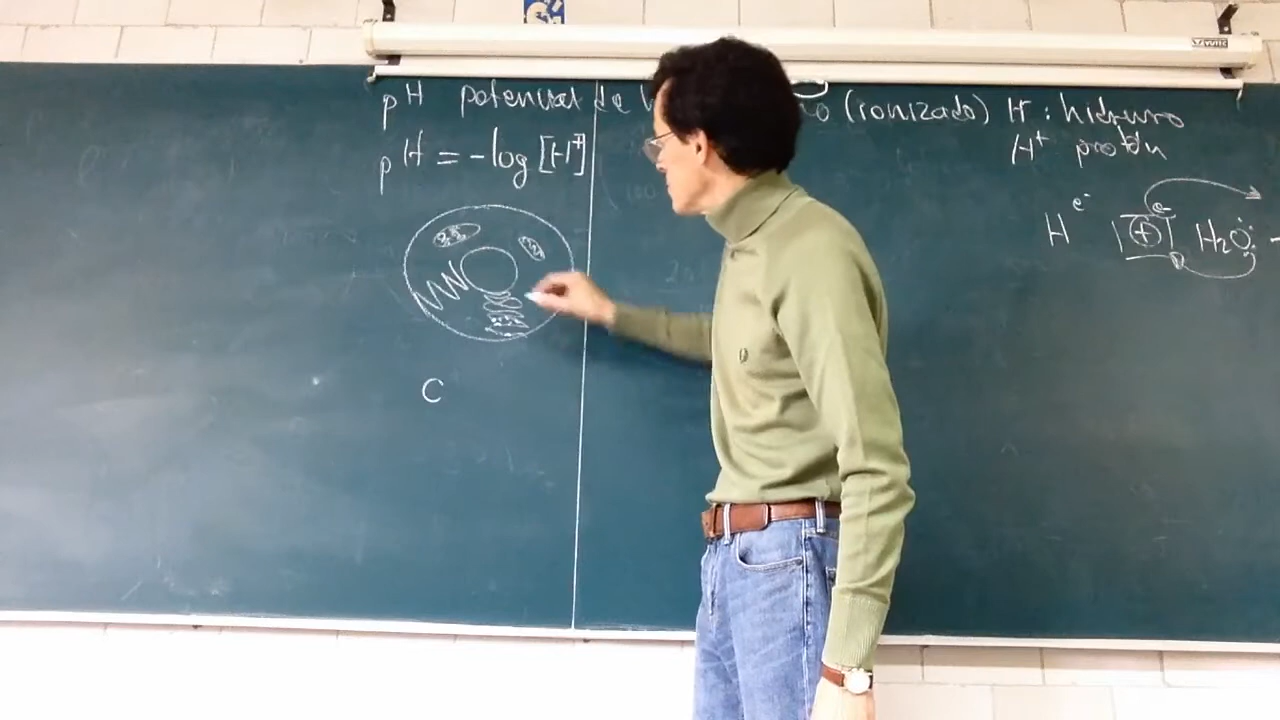 pH potencial de (ionizado) H⁻: hidruro
pH = -log [H⁺]
H⁺ protón
e⁻ e⁻
H + H₂O
C